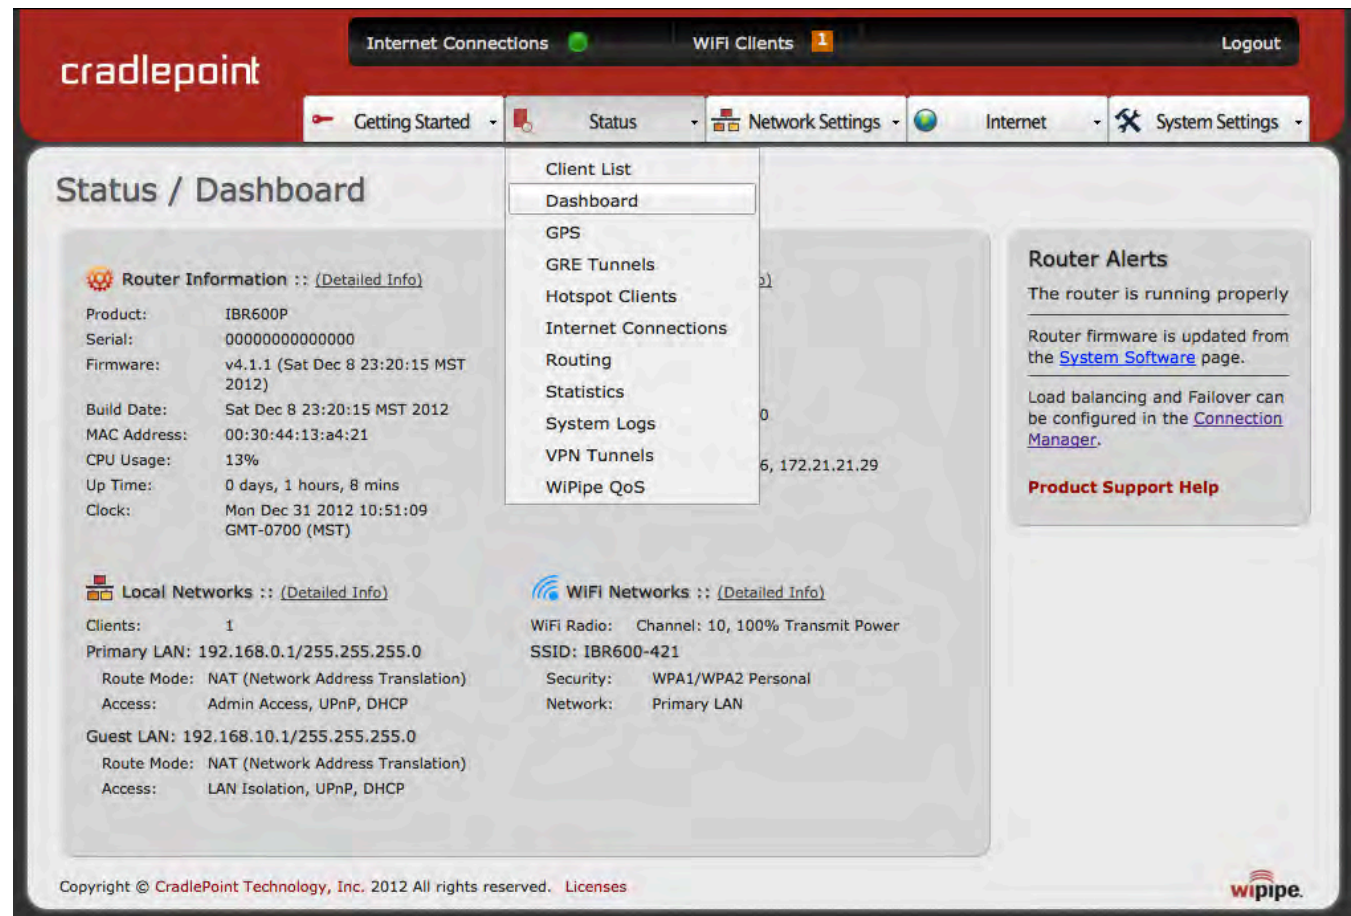 cradlepoint
Internet Connections
WiFi Clients 1
Logout
Getting Started
Status
Network Settings
Internet
System Settings
Status / Dashboard
Client List
Dashboard
GPS
GRE Tunnels
Hotspot Clients
Internet Connections
Routing
Statistics
System Logs
VPN Tunnels
WiPipe QoS
Router Information :: (Detailed Info)
Product: IBR600P
Serial: 00000000000000
Firmware: v4.1.1 (Sat Dec 8 23:20:15 MST
2012)
Build Date: Sat Dec 8 23:20:15 MST 2012
MAC Address: 00:30:44:13:a4:21
CPU Usage: 13%
Up Time: 0 days, 1 hours, 8 mins
Clock: Mon Dec 31 2012 10:51:09
GMT-0700 (MST)
0
6, 172.21.21.29
Local Networks :: (Detailed Info)
Clients: 1
Primary LAN: 192.168.0.1/255.255.255.0
Route Mode: NAT (Network Address Translation)
Access: Admin Access, UPnP, DHCP
Guest LAN: 192.168.10.1/255.255.255.0
Route Mode: NAT (Network Address Translation)
Access: LAN Isolation, UPnP, DHCP
WiFi Networks :: (Detailed Info)
WiFi Radio: Channel: 10, 100% Transmit Power
SSID: IBR600-421
Security: WPA1/WPA2 Personal
Network: Primary LAN
Router Alerts
The router is running properly
Router firmware is updated from
the System Software page.
Load balancing and Failover can
be configured in the Connection
Manager.
Product Support Help
Copyright © CradlePoint Technology, Inc. 2012 All rights reserved. Licenses
wipipe.